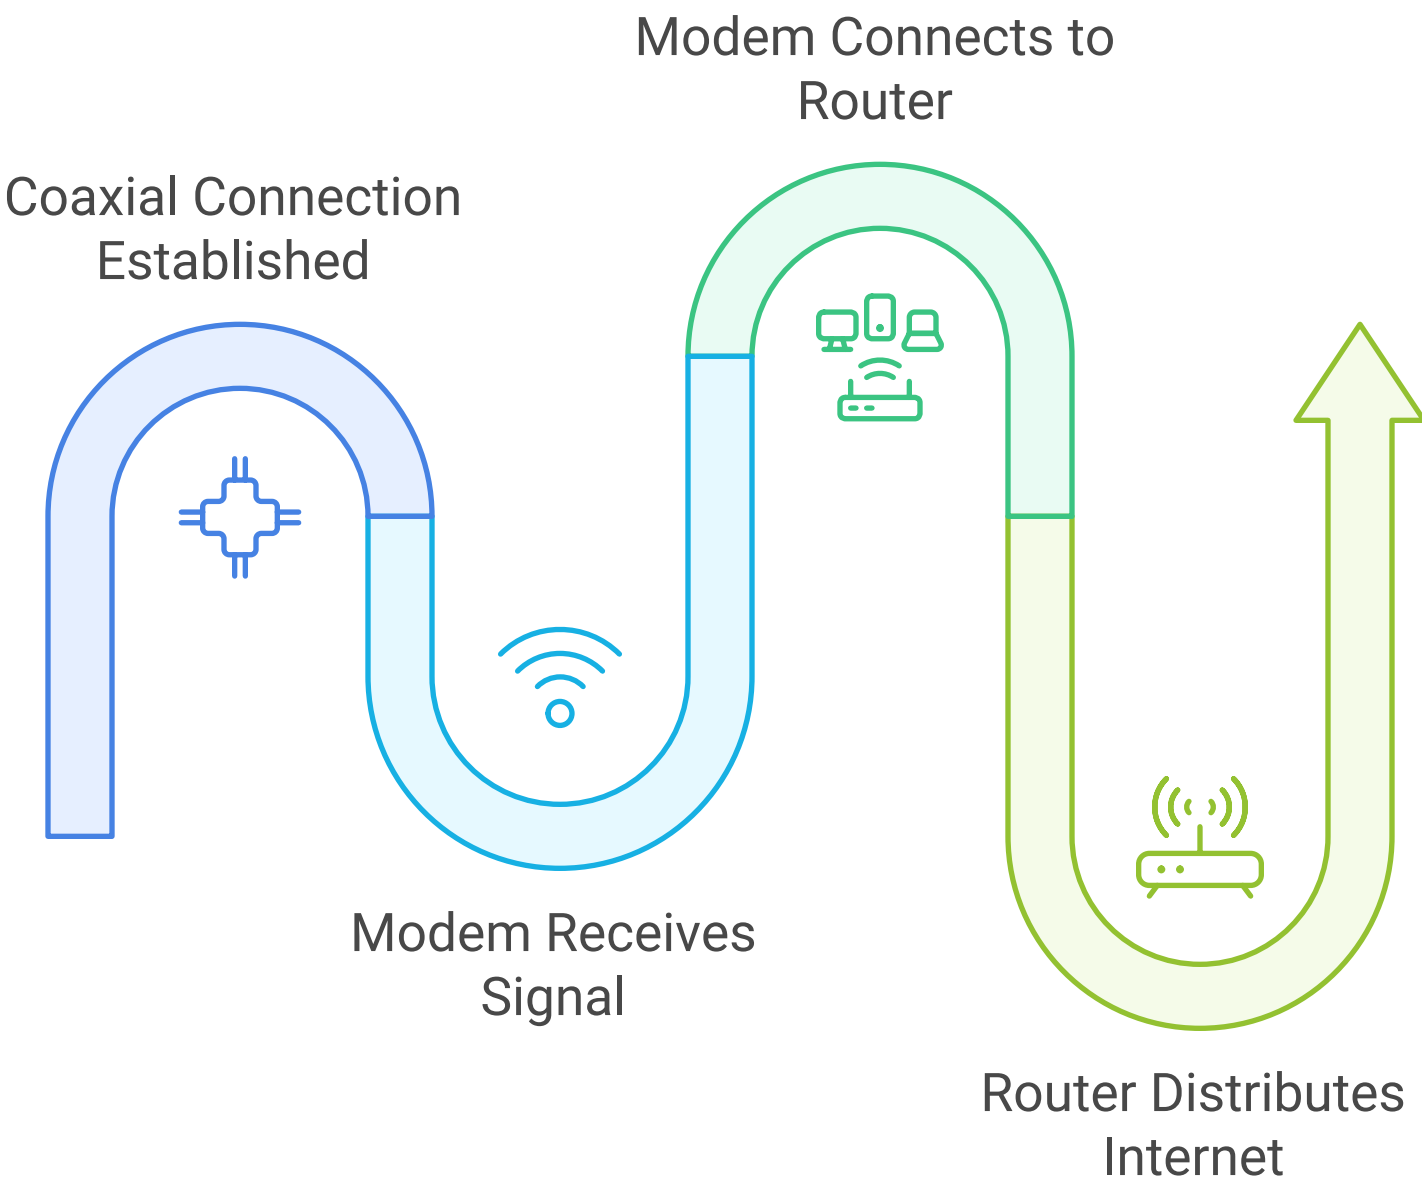 Coaxial Connection
Established
Modem Receives
Signal
Modem Connects to
Router
Router Distributes
Internet